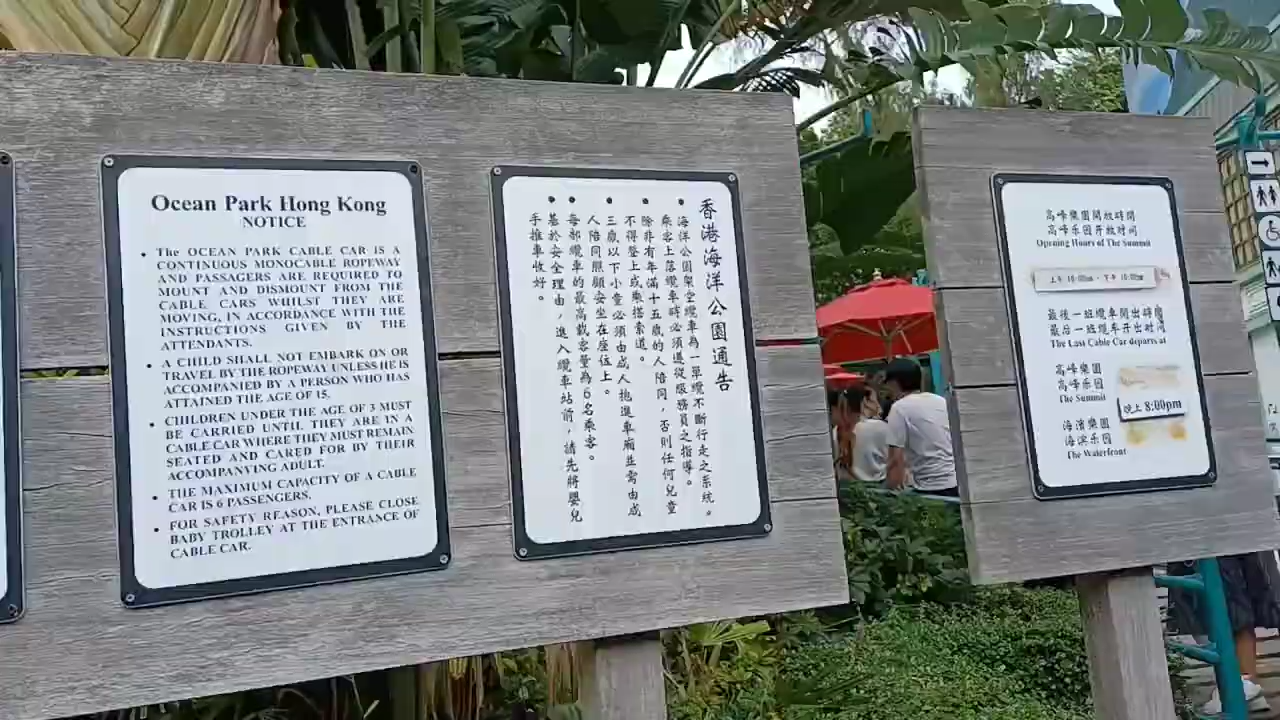 Ocean Park Hong Kong
NOTICE
• The OCEAN PARK CABLE CAR IS A
CONTINUOUS MONOCABLE ROPEWAY
AND PASSAGERS ARE REQUIRED TO
MOUNT AND DISMOUNT FROM THE
CABLE CARS WHILST THEY ARE
MOVING, IN ACCORDANCE WITH THE
INSTRUCTIONS GIVEN BY THE
ATTENDANTS.
• A CHILD SHALL NOT EMBARK ON OR
TRAVEL BY THE ROPEWAY UNLESS HE IS
ACCOMPANIED BY A PERSON WHO HAS
ATTAINED THE AGE OF 15.
• CHILDREN UNDER THE AGE OF 3 MUST
BE CARRIED UNTIL THEY ARE IN A
CABLE CAR WHERE THEY MUST REMAIN
SEATED AND CARED FOR BY THEIR
ACCOMPANYING ADULT.
• THE MAXIMUM CAPACITY OF A CABLE
CAR IS 6 PASSENGERS.
• FOR SAFETY REASON, PLEASE CLOSE
BABY TROLLEY AT THE ENTRANCE OF
CABLE CAR.
香港海洋公園通告
• 海洋公園架空纜車為一單纜不斷行走之系統。
乘客上落纜車時必須遵從服務員之指導。
• 除非有年滿十五歲的人陪同，否則任何兒童
不得登上或乘搭索道。
• 三歲以下小童必須由成人抱進車廂並需由成
人陪同照顧安坐在座位上。
• 每部纜車的最高載客量為6名乘客。
• 基於安全理由，進入纜車站前，請先將嬰兒
手推車收好。
高峰樂園開放時間
高峰乐园开放时间
Opening Hours of The Summit
上午 10:00am - 下午 10:00pm
最後一班纜車開出時間
最后一班缆车开出时间
The Last Cable Car departs at
高峰樂園
高峰乐园
The Summit
晚上 8:00pm
海濱樂園
海滨乐园
The Waterfront